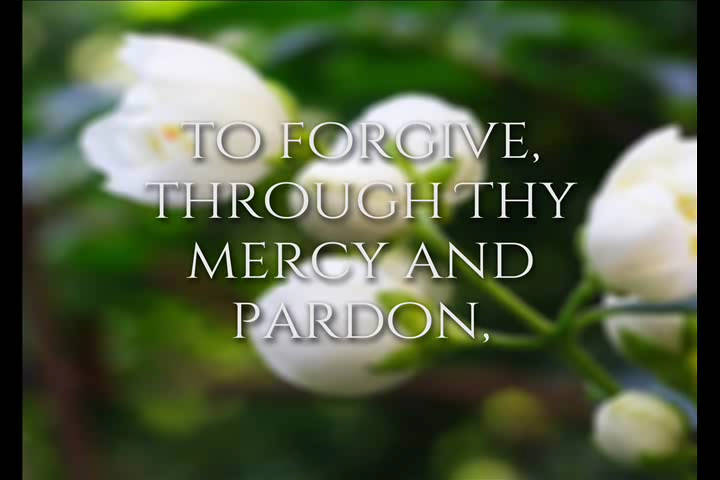 TO FORGIVE,
THROUGH THY
MERCY AND
PARDON,